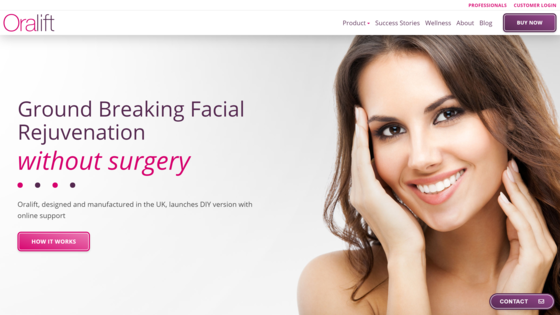 PROFESSIONALS CUSTOMER LOGIN
Oralift
Product Success Stories Wellness About Blog BUY NOW
Ground Breaking Facial
Rejuvenation
without surgery
Oralift, designed and manufactured in the UK, launches DIY version with
online support
HOW IT WORKS
CONTACT